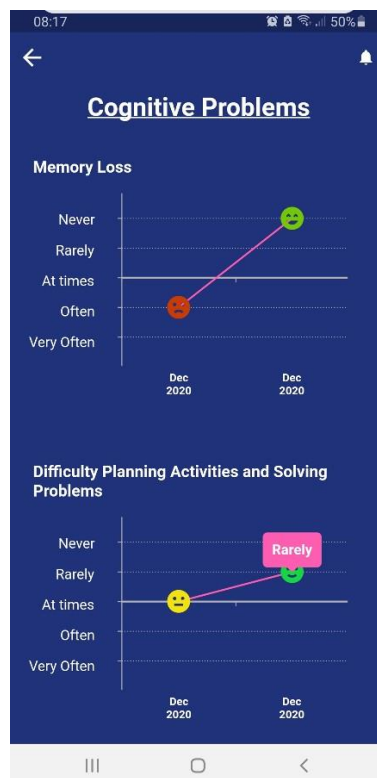 08:17 50%
Cognitive Problems
Memory Loss
Never
Rarely
At times
Often
Very Often
Dec Dec
2020 2020
Difficulty Planning Activities and Solving
Problems
Never
Rarely
Rarely
At times
Often
Very Often
Dec Dec
2020 2020